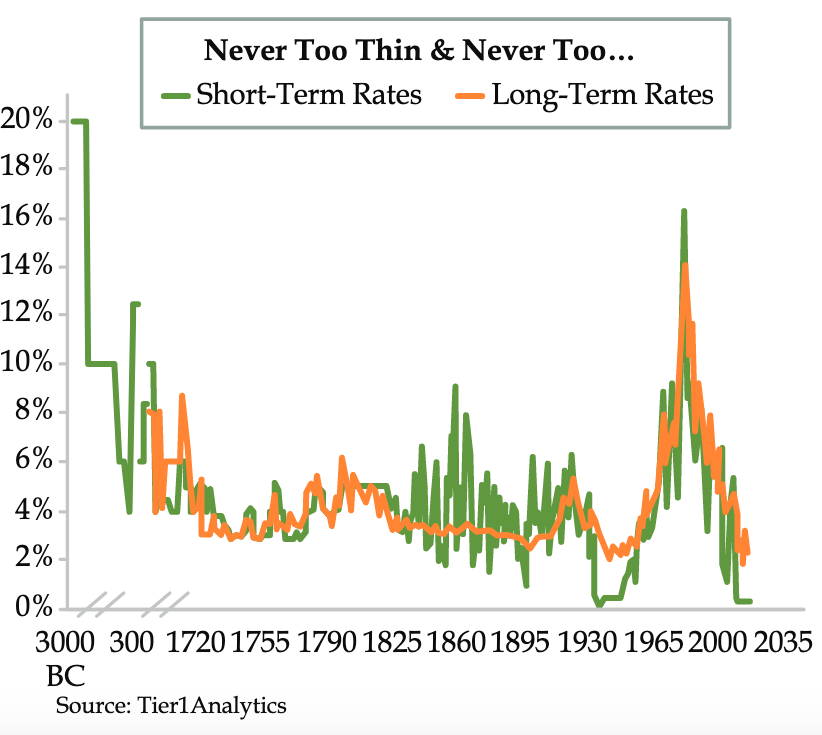 Never Too Thin & Never Too...
Short-Term Rates Long-Term Rates
20%
18%
16%
14%
12%
10%
8%
6%
4%
2%
0%
3000 300 1720 1755 1790 1825 1860 1895 1930 1965 2000 2035
BC
Source: Tier1Analytics